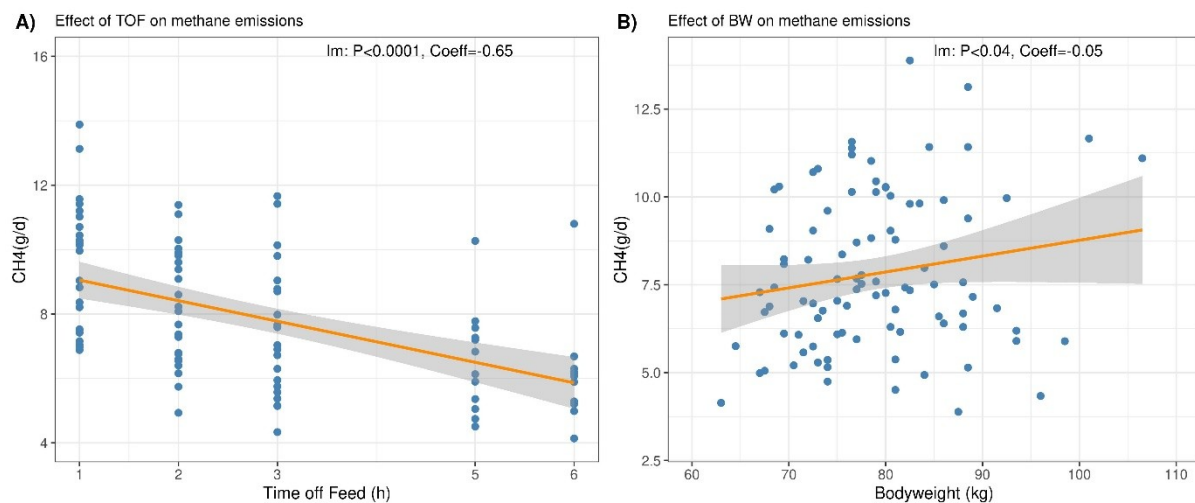 A) Effect of TOF on methane emissions
lm: P<0.0001, Coeff=-0.65
16
12
8
4
CH4(g/d)
1 2 3 5 6
Time off Feed (h)
B) Effect of BW on methane emissions
lm: P<0.04, Coeff=-0.05
12.5
10.0
7.5
5.0
2.5
CH4(g/d)
60 70 80 90 100 110
Bodyweight (kg)